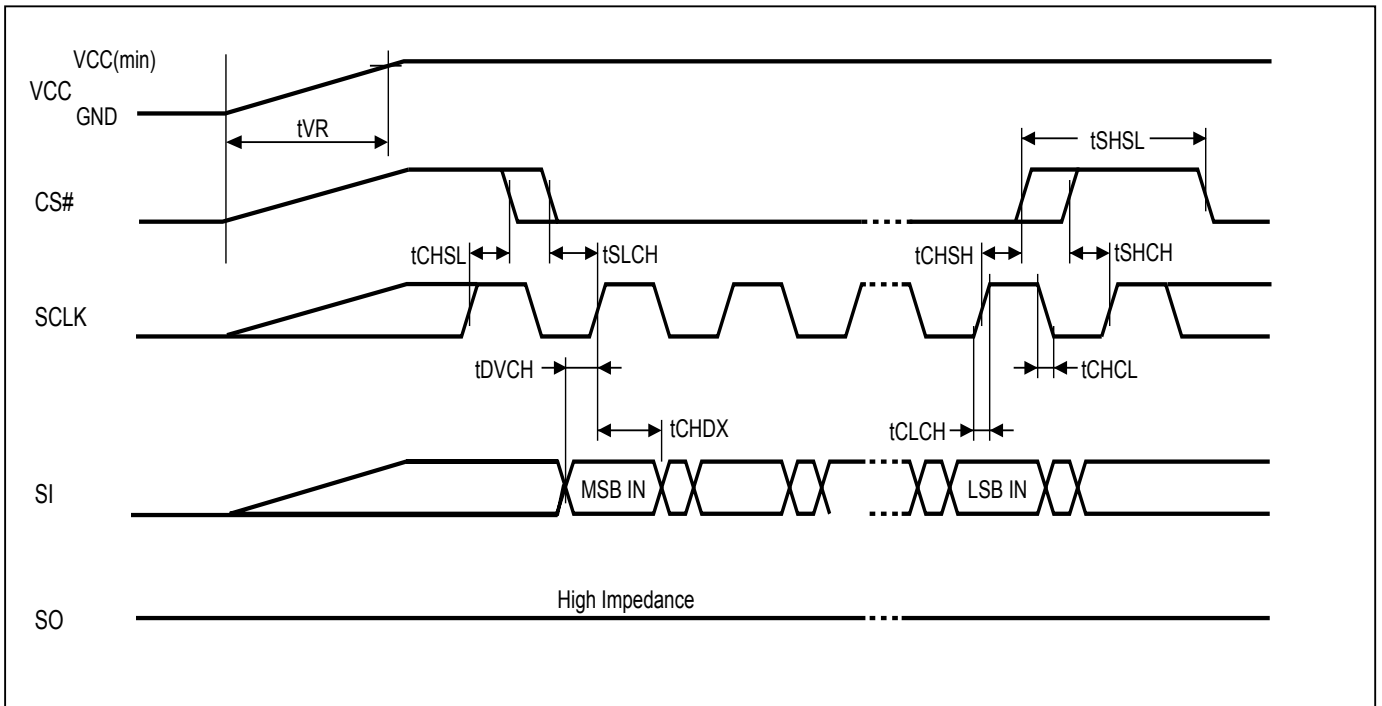 VCC(min)
VCC
GND
tVR
tSHSL
CS#
tCHSL
tSLCH
tCHSH
tSHCH
SCLK
tDVCH
tCHCL
tCHDX
tCLCH
SI
MSB IN
LSB IN
High Impedance
SO